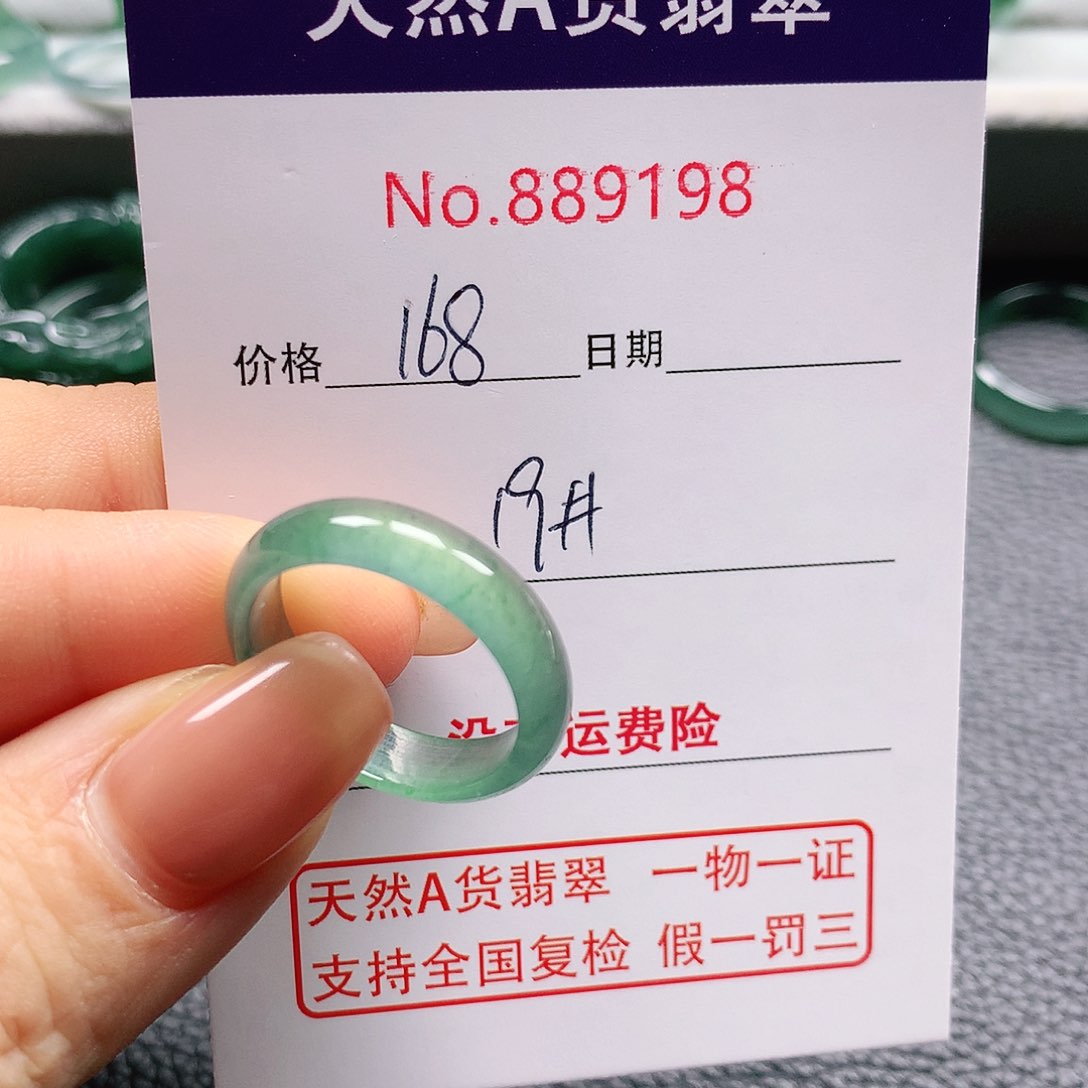 天然A货翡翠
No.889198
价格 168 日期
19#
运费险
天然A货翡翠 一物一证
支持全国复检 假一罚三